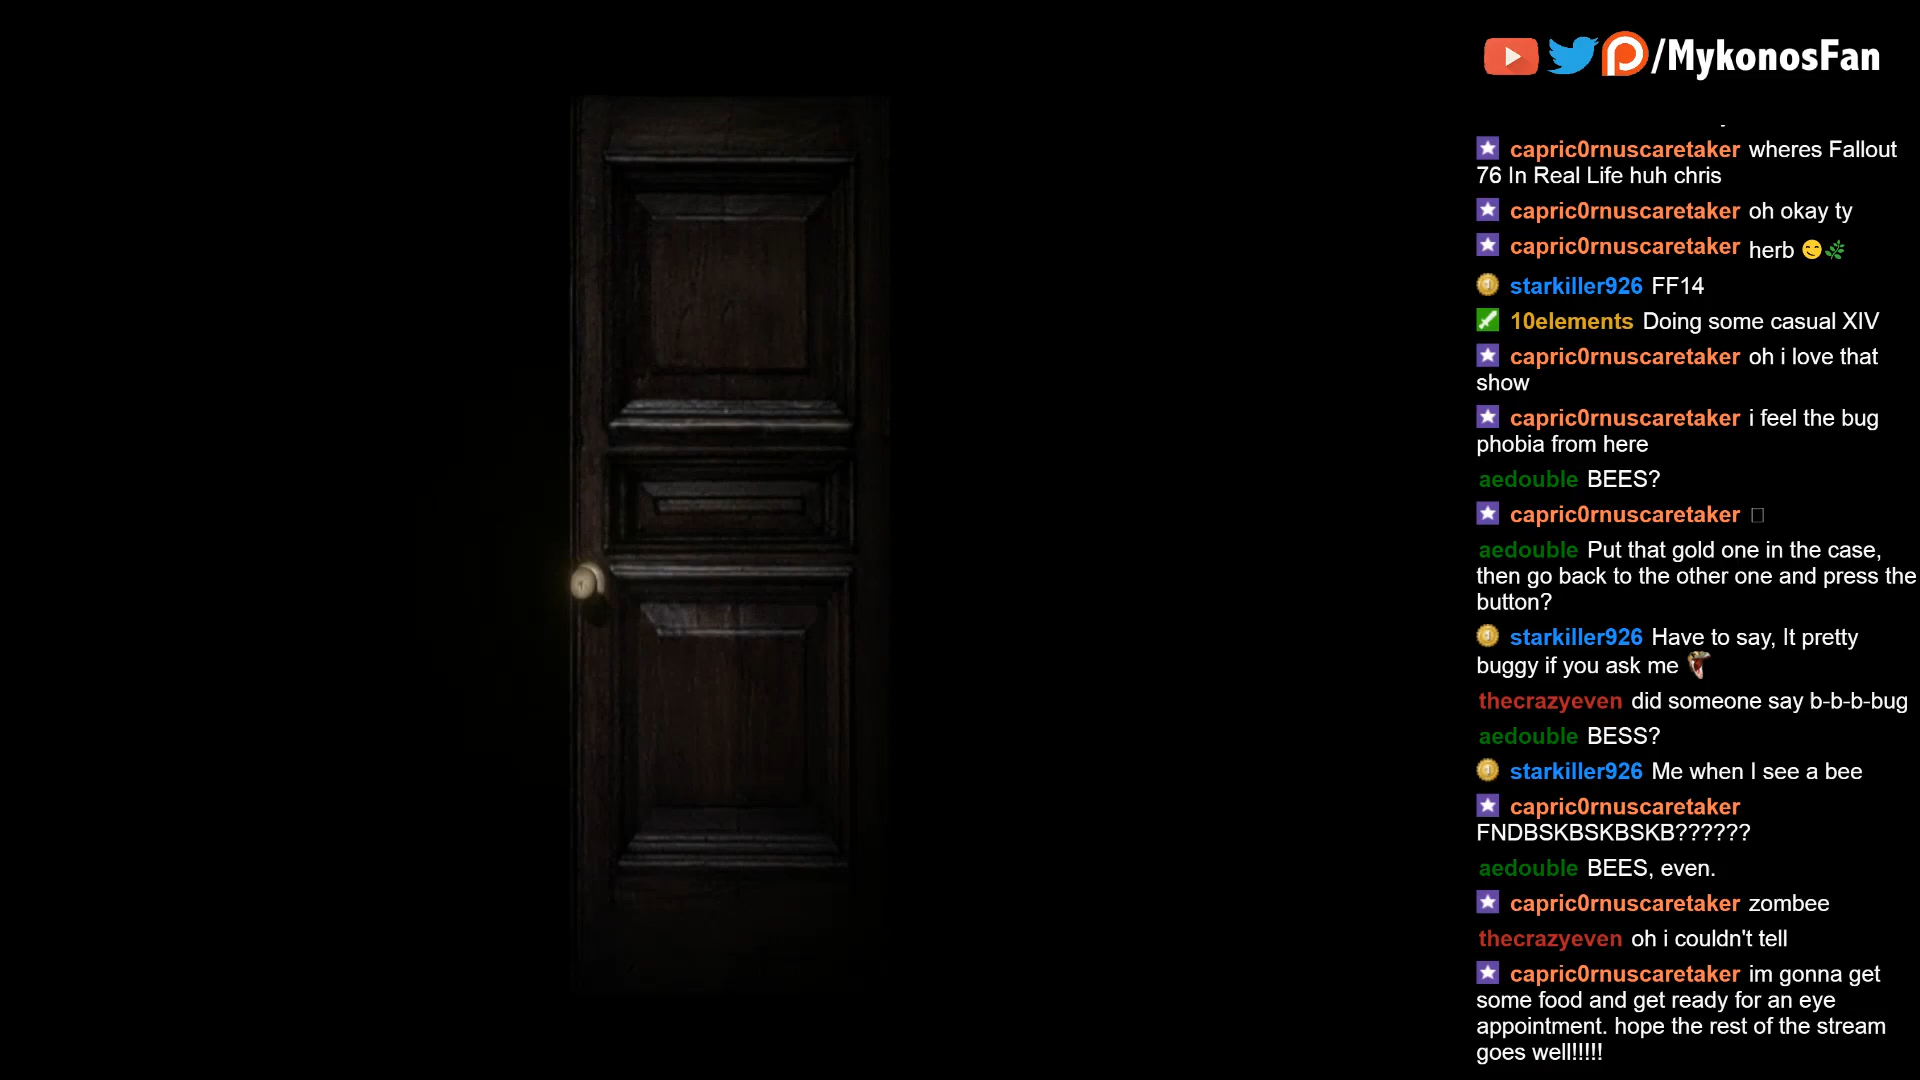 /MykonosFan
capric0rnuscaretaker wheres Fallout
76 In Real Life huh chris
capric0rnuscaretaker oh okay ty
capric0rnuscaretaker herb 😋🌿
starkiller926 FF14
10elements Doing some casual XIV
capric0rnuscaretaker oh i love that
show
capric0rnuscaretaker i feel the bug
phobia from here
aedouble BEES?
capric0rnuscaretaker
aedouble Put that gold one in the case,
then go back to the other one and press the
button?
starkiller926 Have to say, It pretty
buggy if you ask me
thecrazyeven did someone say b-b-b-bug
aedouble BESS?
starkiller926 Me when I see a bee
capric0rnuscaretaker
FNDBSKBSKBSKB??????
aedouble BEES, even.
capric0rnuscaretaker zombee
thecrazyeven oh i couldn't tell
capric0rnuscaretaker im gonna get
some food and get ready for an eye
appointment. hope the rest of the stream
goes well!!!!!